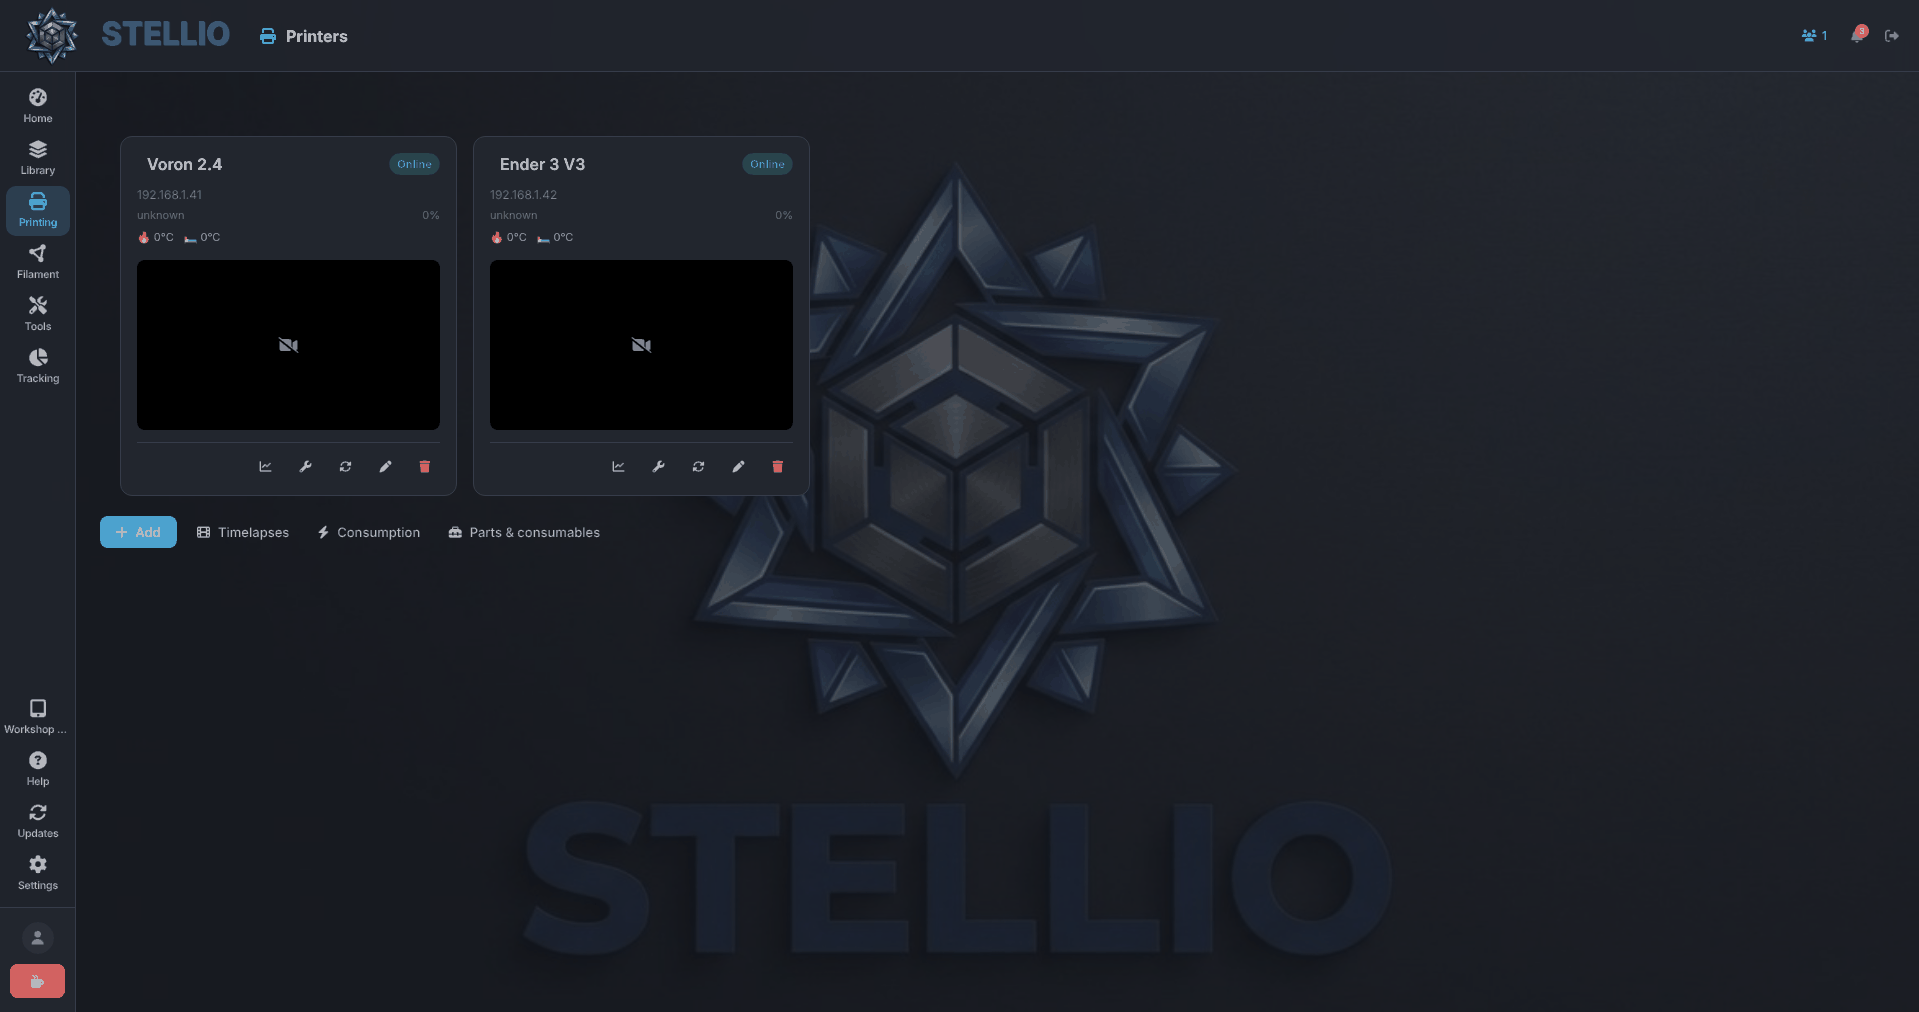 STELLIO
Printers
1
3
Home
Library
Printing
Filament
Tools
Tracking
Workshop ...
Help
Updates
Settings
Voron 2.4
Online
192.168.1.41
unknown
0%
0°C
0°C
Ender 3 V3
Online
192.168.1.42
unknown
0%
0°C
0°C
+ Add
Timelapses
Consumption
Parts & consumables
STELLIO